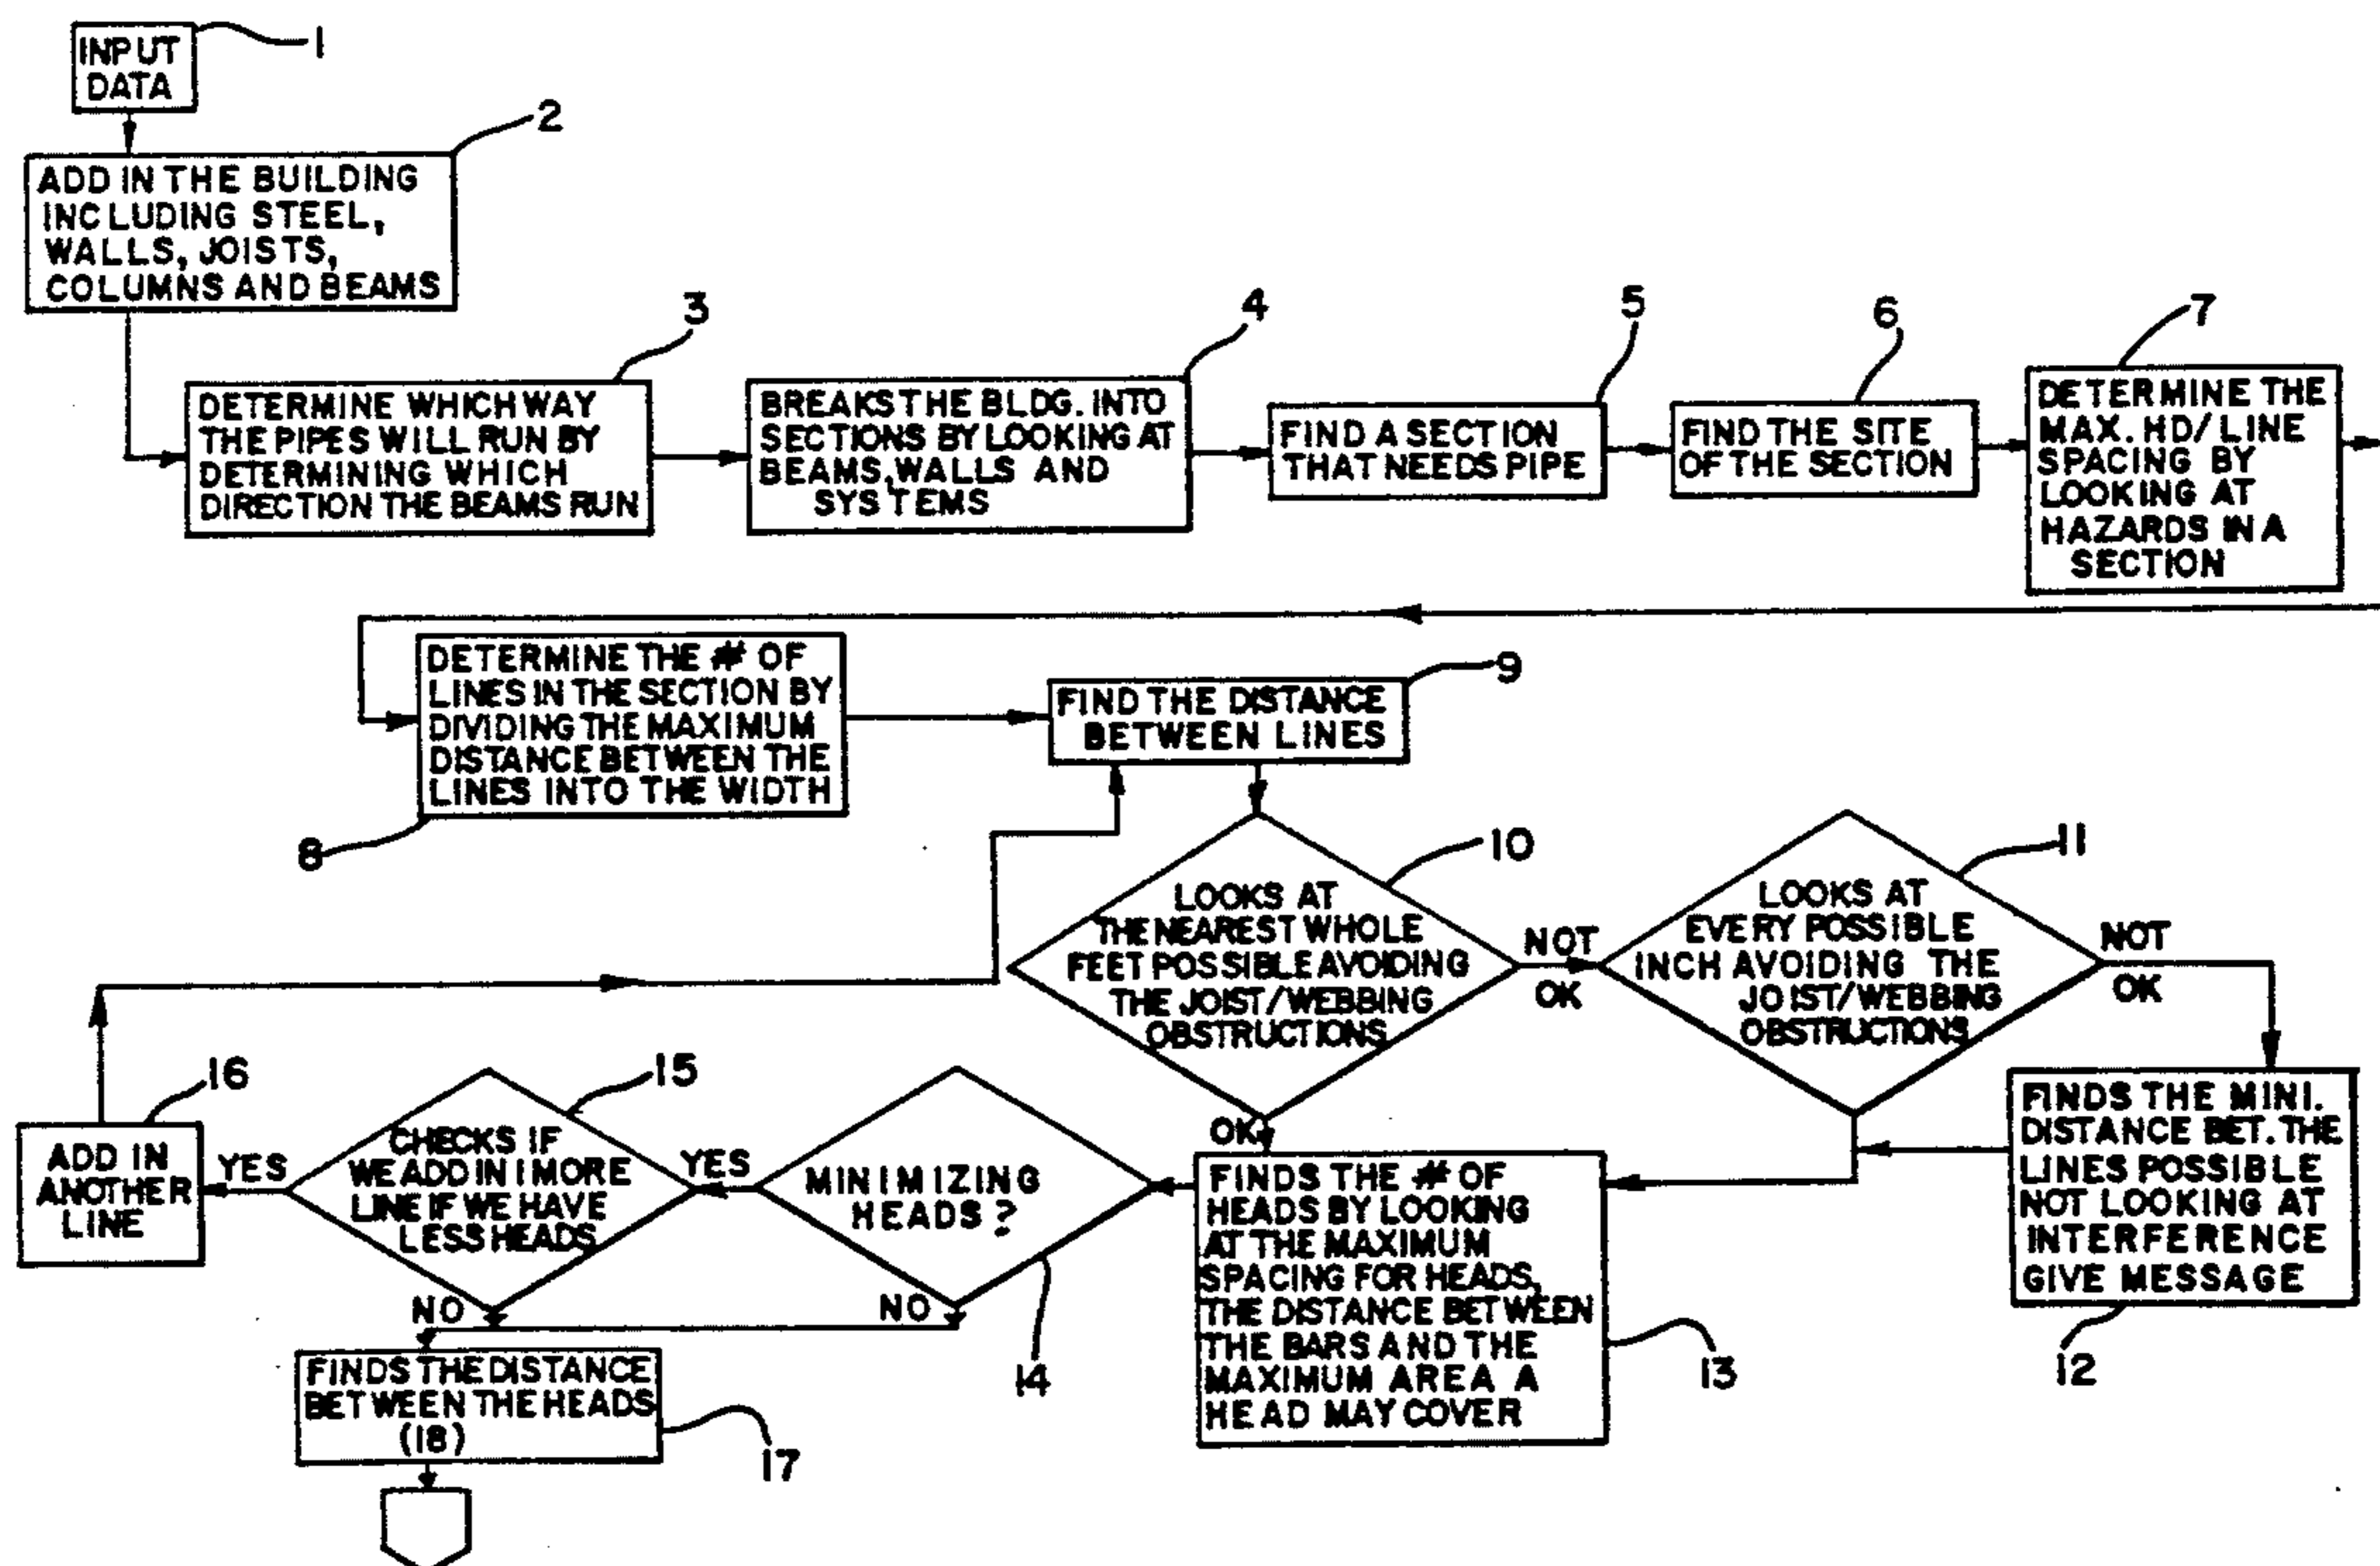 INPUT
DATA
1
ADD IN THE BUILDING
INCLUDING STEEL,
WALLS, JOISTS,
COLUMNS AND BEAMS
2
DETERMINE WHICH WAY
THE PIPES WILL RUN BY
DETERMINING WHICH
DIRECTION THE BEAMS RUN
3
BREAKS THE BLDG. INTO
SECTIONS BY LOOKING AT
BEAMS, WALLS AND
SYSTEMS
4
FIND A SECTION
THAT NEEDS PIPE
5
FIND THE SITE
OF THE SECTION
6
DETERMINE THE
MAX. HD/LINE
SPACING BY
LOOKING AT
HAZARDS IN A
SECTION
7
DETERMINE THE # OF
LINES IN THE SECTION BY
DIVIDING THE MAXIMUM
DISTANCE BETWEEN THE
LINES INTO THE WIDTH
8
FIND THE DISTANCE
BETWEEN LINES
9
LOOKS AT
THE NEAREST WHOLE
FEET POSSIBLE AVOIDING
THE JOIST/WEBBING
OBSTRUCTIONS
10
NOT
OK
OK
LOOKS AT
EVERY POSSIBLE
INCH AVOIDING THE
JOIST/WEBBING
OBSTRUCTIONS
11
NOT
OK
FINDS THE MINI.
DISTANCE BET. THE
LINES POSSIBLE
NOT LOOKING AT
INTERFERENCE
GIVE MESSAGE
12
FINDS THE # OF
HEADS BY LOOKING
AT THE MAXIMUM
SPACING FOR HEADS,
THE DISTANCE BETWEEN
THE BARS AND THE
MAXIMUM AREA A
HEAD MAY COVER
13
MINIMIZING
HEADS?
14
YES
NO
CHECKS IF
WE ADD IN 1 MORE
LINE IF WE HAVE
LESS HEADS
15
YES
NO
ADD IN
ANOTHER
LINE
16
FINDS THE DISTANCE
BETWEEN THE HEADS
(18)
17